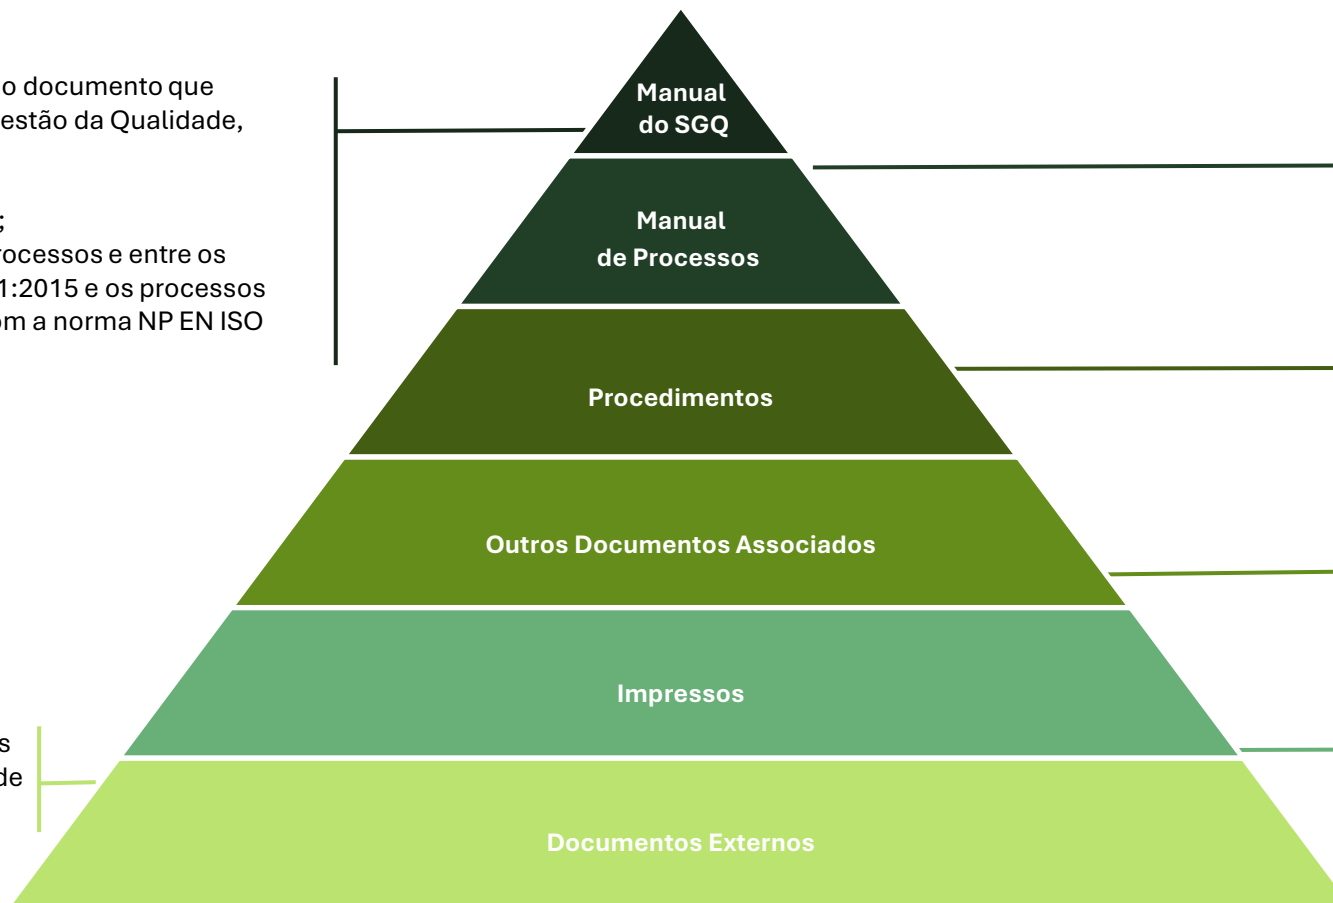 o documento que
estão da Qualidade,
;
rocessos e entre os
1:2015 e os processos
om a norma NP EN ISO
Manual
do SGQ
Manual
de Processos
Procedimentos
Outros Documentos Associados
Impressos
s
de
Documentos Externos